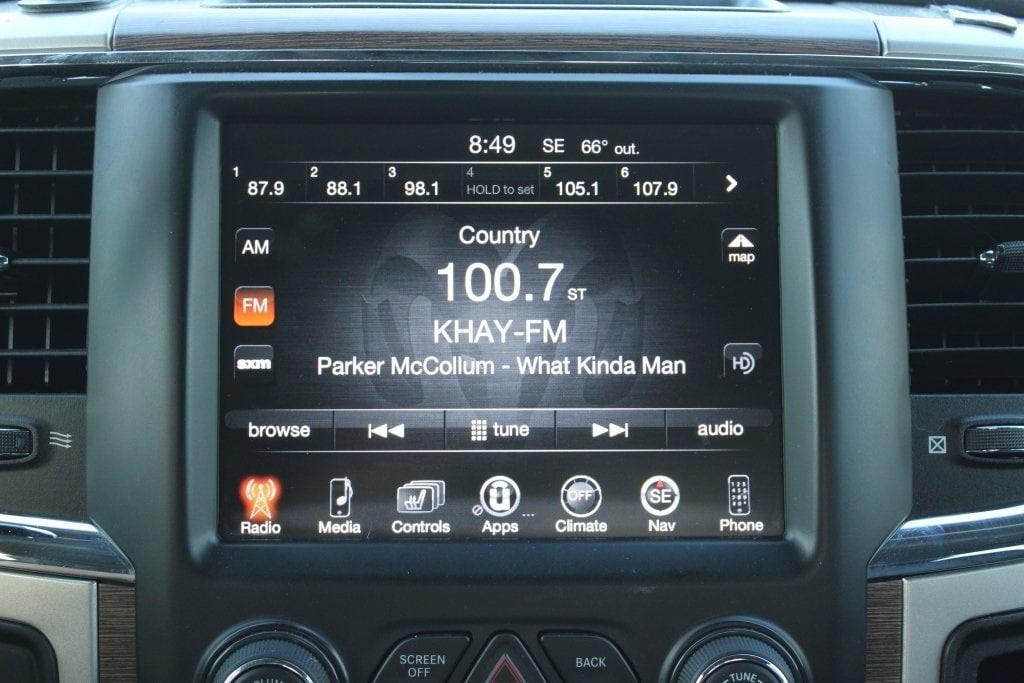 8:49 SE 66° out.
1 87.9 2 88.1 3 98.1 4 HOLD to set 5 105.1 6 107.9
Country
AM
map
100.7 ST
FM
KHAY-FM
sxm
Parker McCollum - What Kinda Man
HD
browse tune audio
OFF SE
Radio Media Controls Apps ... Climate Nav Phone
SCREEN OFF
BACK
TUNE